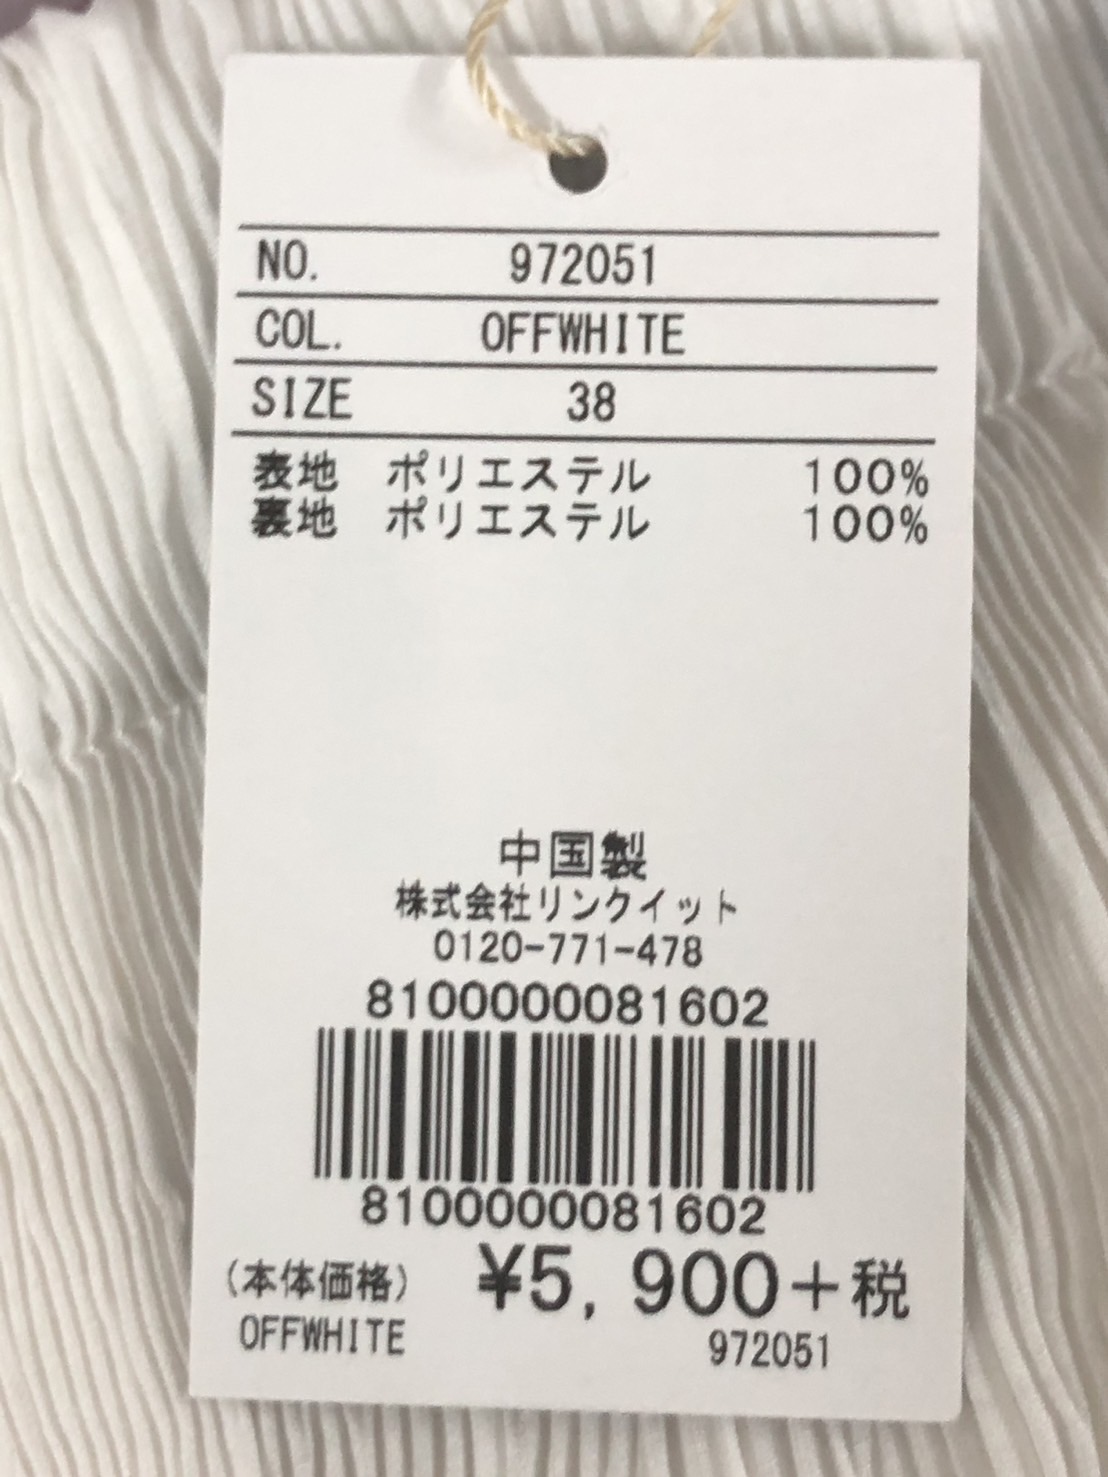 NO. 972051
COL. OFFWHITE
SIZE 38
表地 ポリエステル 100%
裏地 ポリエステル 100%
中国製
株式会社リンクイット
0120-771-478
8100000081602
8100000081602
(本体価格) ¥5,900+税
OFFWHITE 972051